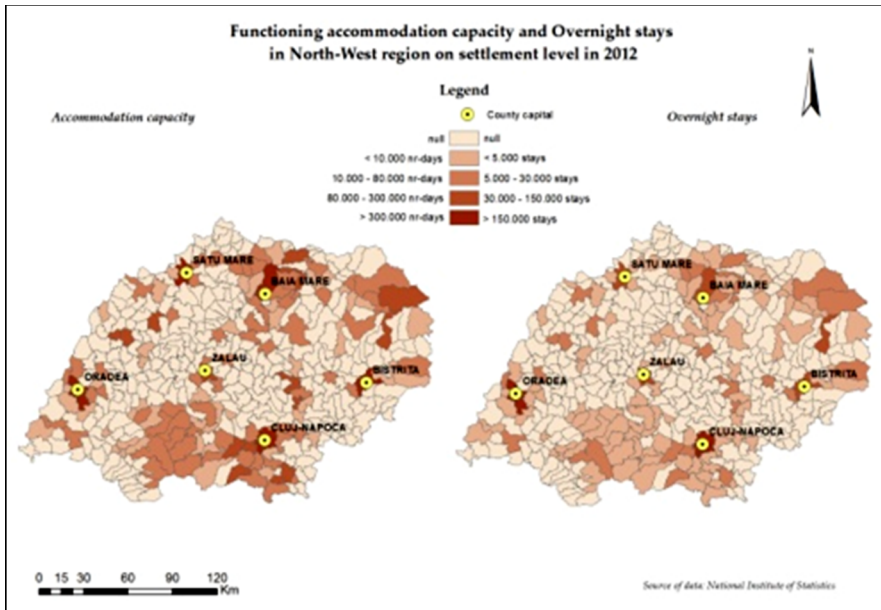 Functioning accommodation capacity and Overnight stays
in North-West region on settlement level in 2012
N
Legend
Accommodation capacity
County capital
Overnight stays
null null
< 10.000 nr-days < 5.000 stays
10.000 - 80.000 nr-days 5.000 - 30.000 stays
80.000 - 300.000 nr-days 30.000 - 150.000 stays
> 300.000 nr-days > 150.000 stays
SATU MARE
BAIA MARE
ZALAU
ORADEA
BISTRITA
CLUJ-NAPOCA
SATU MARE
BAIA MARE
ZALAU
ORADEA
BISTRITA
CLUJ-NAPOCA
0 15 30 60 90 120
Km
Source of data: National Institute of Statistics